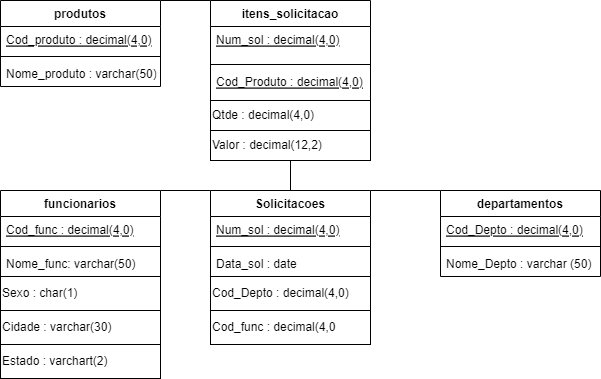 produtos
Cod_produto : decimal(4,0)
Nome_produto : varchar(50)
itens_solicitacao
Num_sol : decimal(4,0)
Cod_Produto : decimal(4,0)
Qtde : decimal(4,0)
Valor : decimal(12,2)
funcionarios
Cod_func : decimal(4,0)
Nome_func: varchar(50)
Sexo : char(1)
Cidade : varchar(30)
Estado : varchart(2)
Solicitacoes
Num_sol : decimal(4,0)
Data_sol : date
Cod_Depto : decimal(4,0)
Cod_func : decimal(4,0
departamentos
Cod_Depto : decimal(4,0)
Nome_Depto : varchar (50)